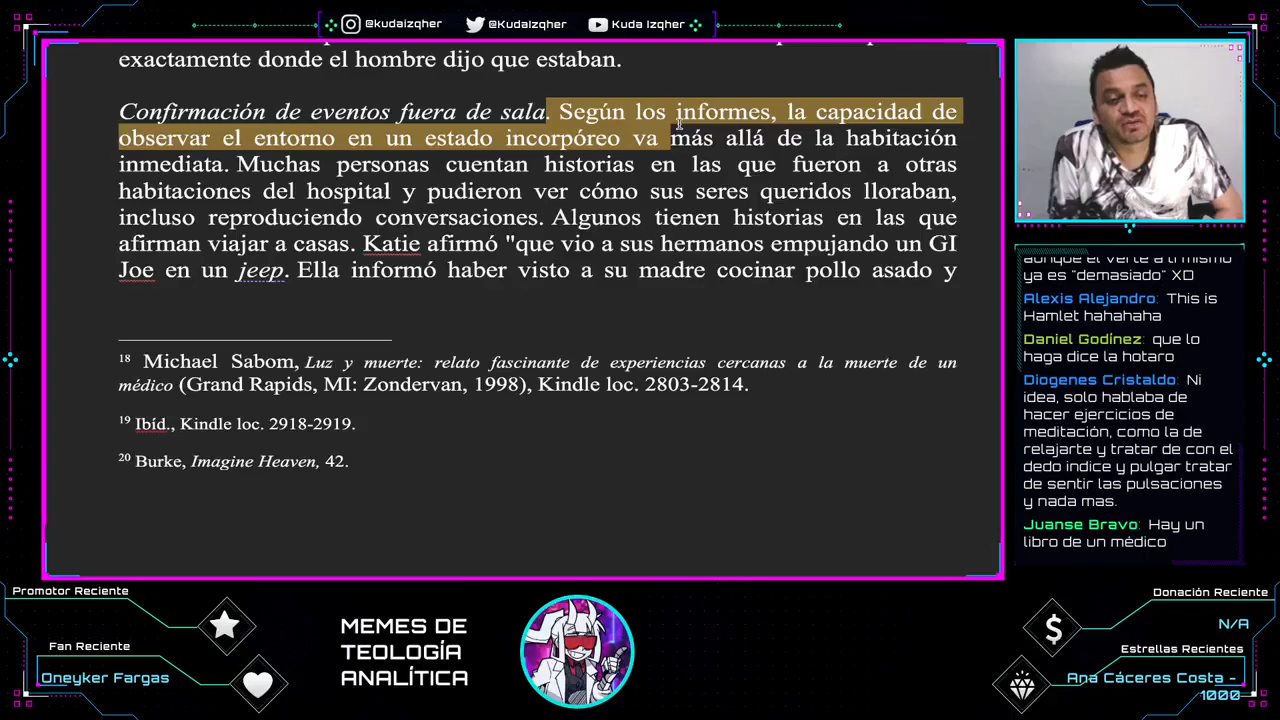 @kudaizqher @KudaIzqher Kuda Izqher
exactamente donde el hombre dijo que estaban.
Confirmación de eventos fuera de sala. Según los informes, la capacidad de
observar el entorno en un estado incorpóreo va más allá de la habitación
inmediata. Muchas personas cuentan historias en las que fueron a otras
habitaciones del hospital y pudieron ver cómo sus seres queridos lloraban,
incluso reproduciendo conversaciones. Algunos tienen historias en las que
afirman viajar a casas. Katie afirmó "que vio a sus hermanos empujando un GI
Joe en un jeep. Ella informó haber visto a su madre cocinar pollo asado y
18 Michael Sabom, Luz y muerte: relato fascinante de experiencias cercanas a la muerte de un
médico (Grand Rapids, MI: Zondervan, 1998), Kindle loc. 2803-2814.
19 Ibíd., Kindle loc. 2918-2919.
20 Burke, Imagine Heaven, 42.
aunque el verte a ti mismo
ya es "demasiado" XD
Alexis Alejandro: This is
Hamlet hahahaha
Daniel Godínez: que lo
haga dice la hotaro
Diogenes Cristaldo: Ni
idea, solo hablaba de
hacer ejercicios de
meditación, como la de
relajarte y tratar de con el
dedo indice y pulgar tratar
de sentir las pulsaciones
y nada mas.
Juanse Bravo: Hay un
libro de un médico
Promotor Reciente
Fan Reciente
Oneyker Fargas
MEMES DE
TEOLOGÍA
ANALÍTICA
Donación Reciente
N/A
Estrellas Recientes
Ana Cáceres Costa -
1000